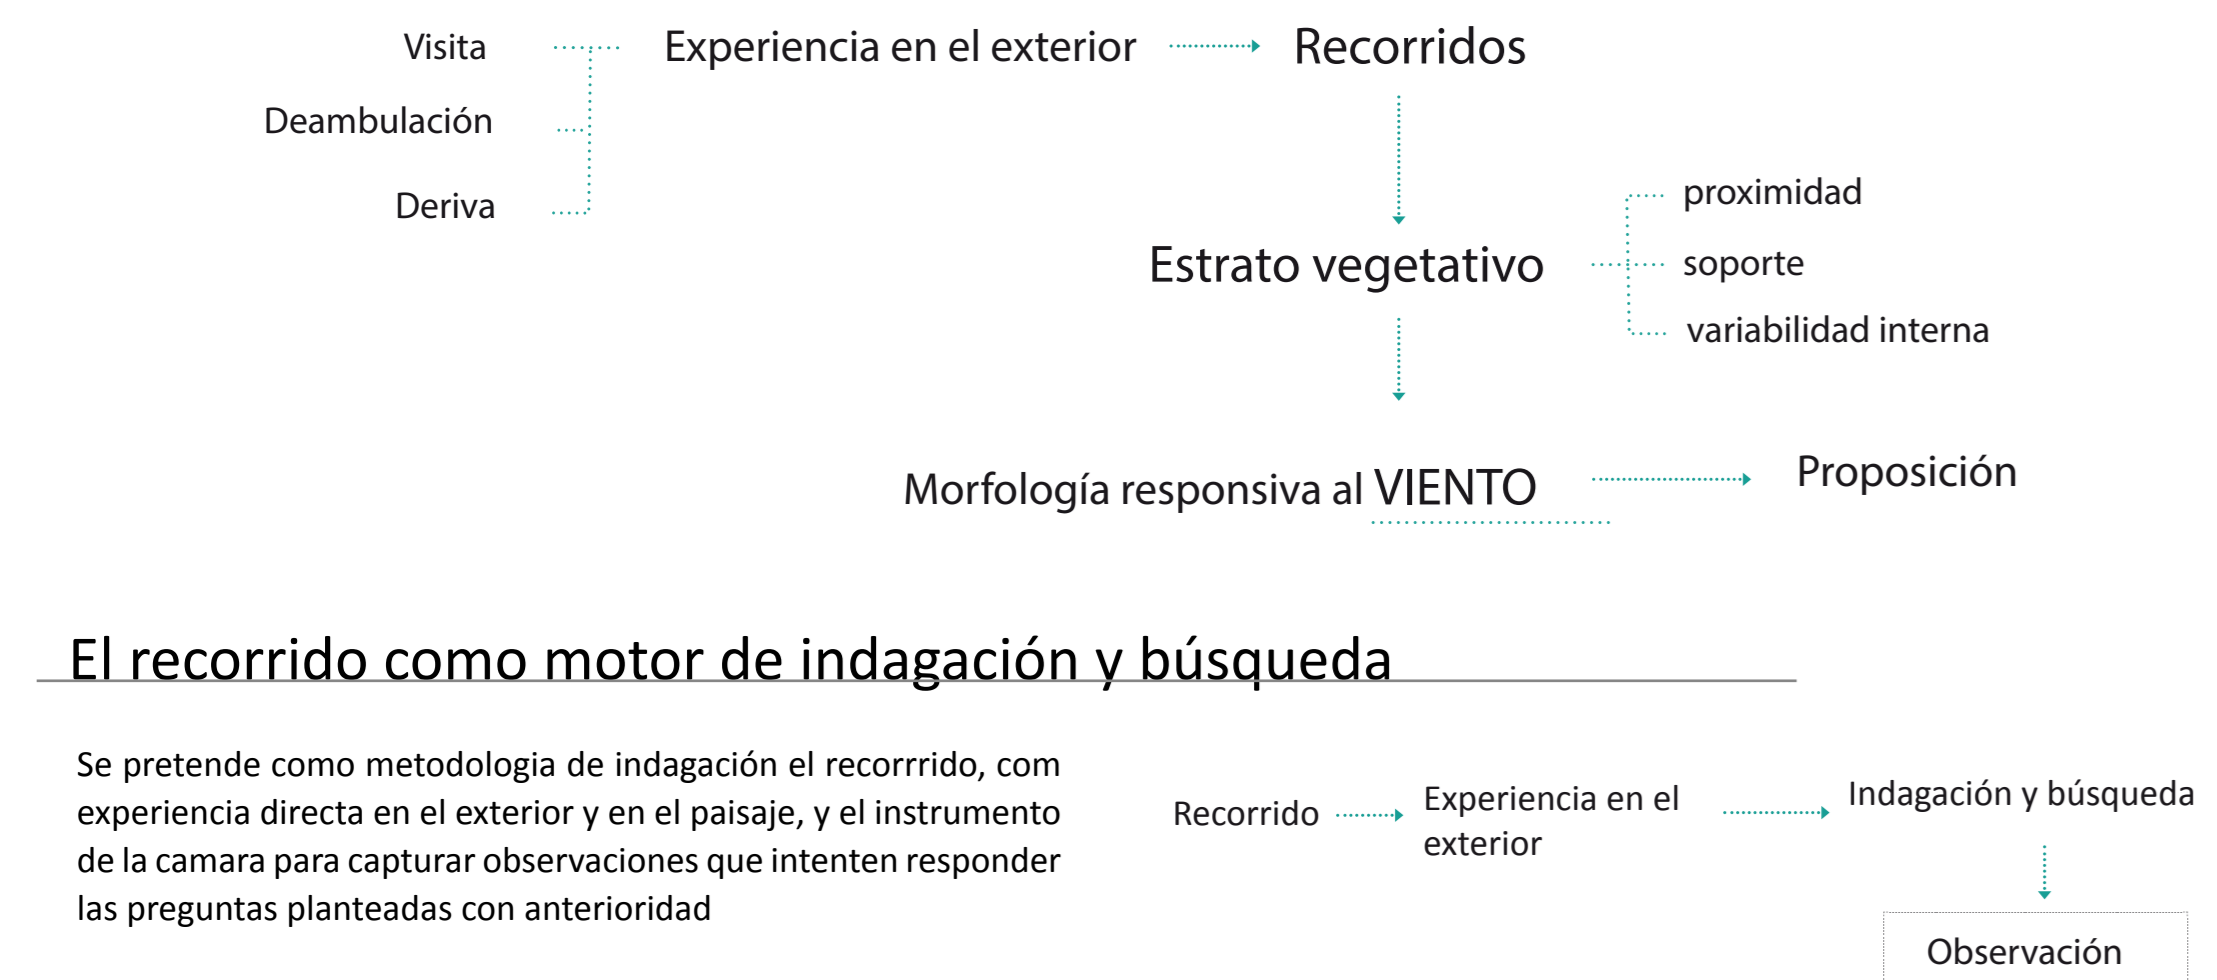 Visita
Experiencia en el exterior
Recorridos
Deambulación
Deriva
proximidad
Estrato vegetativo
soporte
variabilidad interna
Morfología responsiva al VIENTO
Proposición
El recorrido como motor de indagación y búsqueda
Se pretende como metodologia de indagación el recorrrido, com
experiencia directa en el exterior y en el paisaje, y el instrumento
de la camara para capturar observaciones que intenten responder
las preguntas planteadas con anterioridad
Recorrido
Experiencia en el
exterior
Indagación y búsqueda
Observación